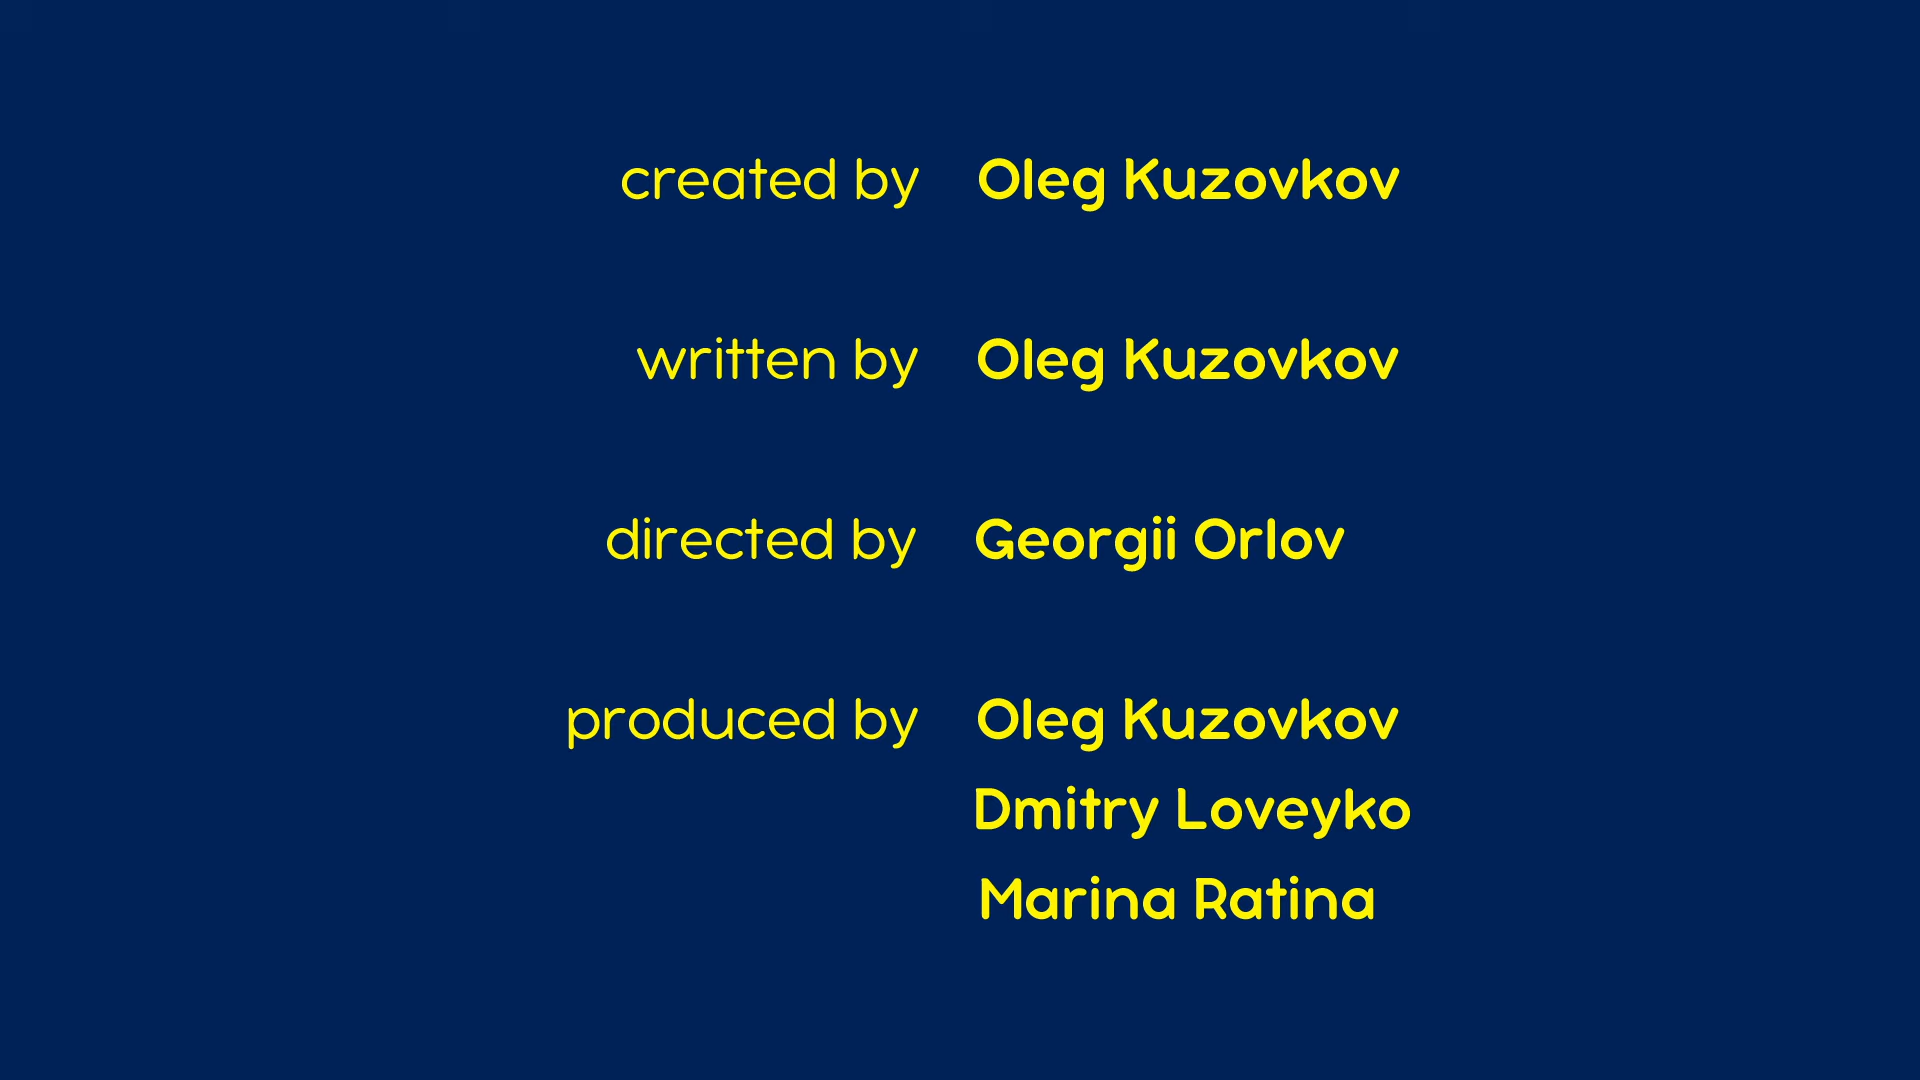 created by Oleg Kuzovkov
written by Oleg Kuzovkov
directed by Georgii Orlov
produced by Oleg Kuzovkov
Dmitry Loveyko
Marina Ratina